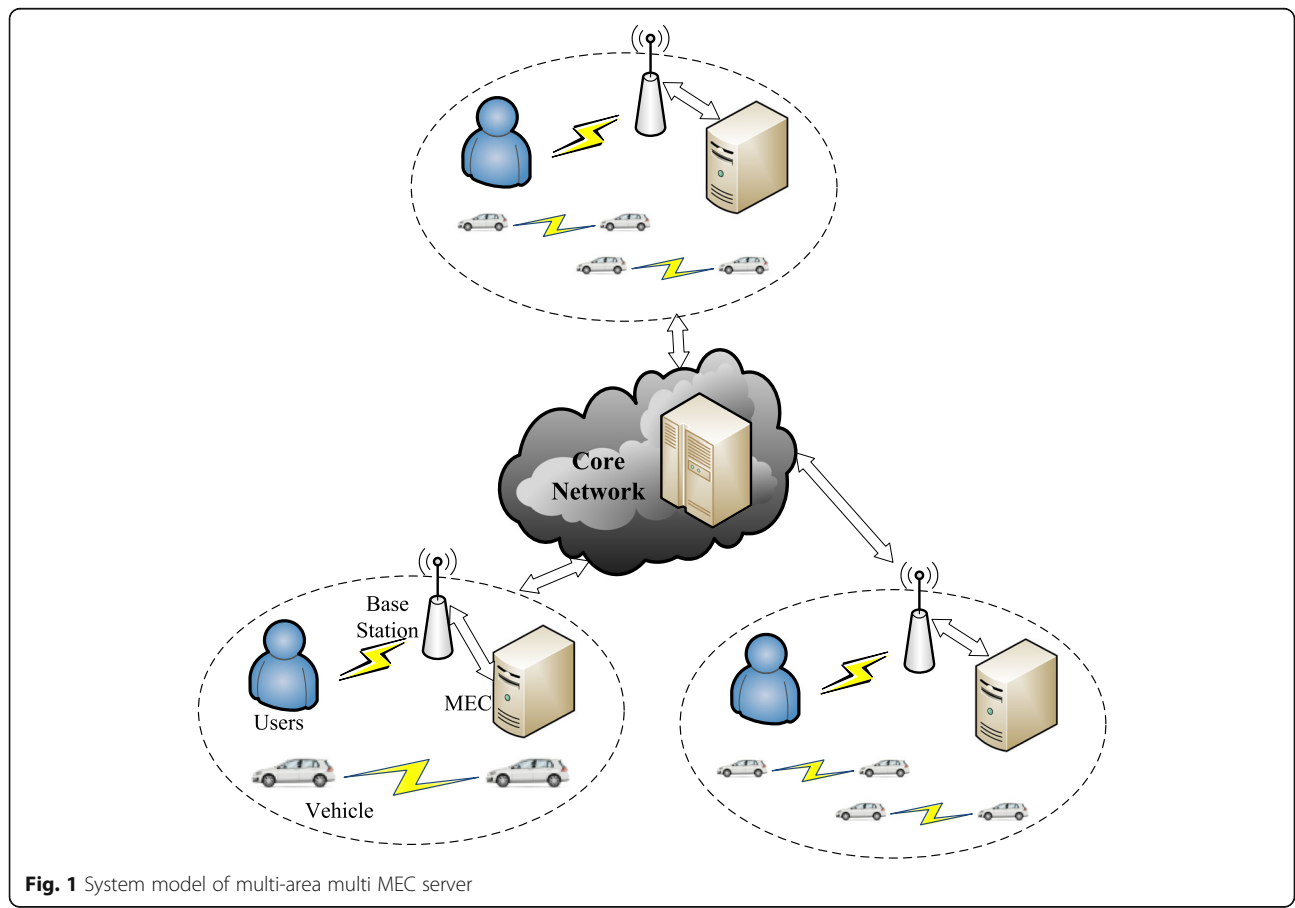 Core
Network
Base
Station
MEC
Users
Vehicle
Fig. 1 System model of multi-area multi MEC server